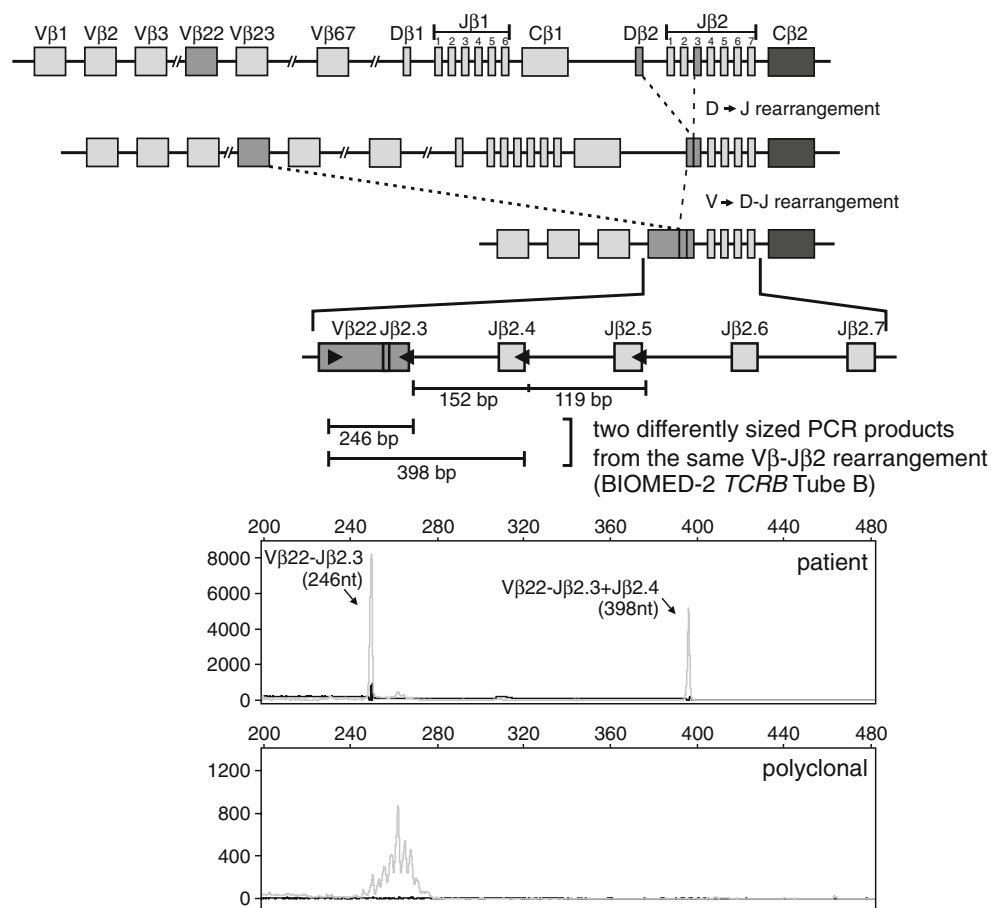 Vβ1 Vβ2 Vβ3 Vβ22 Vβ23 Vβ67 Dβ1 Jβ1 Cβ1 Dβ2 Jβ2 Cβ2
1 2 3 4 5 6 1 2 3 4 5 6 7
D → J rearrangement
V → D-J rearrangement
Vβ22 Jβ2.3 Jβ2.4 Jβ2.5 Jβ2.6 Jβ2.7
152 bp 119 bp
246 bp
398 bp
two differently sized PCR products
from the same Vβ-Jβ2 rearrangement
(BIOMED-2 TCRB Tube B)
200 240 280 320 360 400 480
patient
Vβ22-Jβ2.3
(246nt)
Vβ22-Jβ2.3+Jβ2.4
(398nt)
8000
6000
4000
2000
0
200 240 280 320 360 400 480
polyclonal
1200
800
400
0